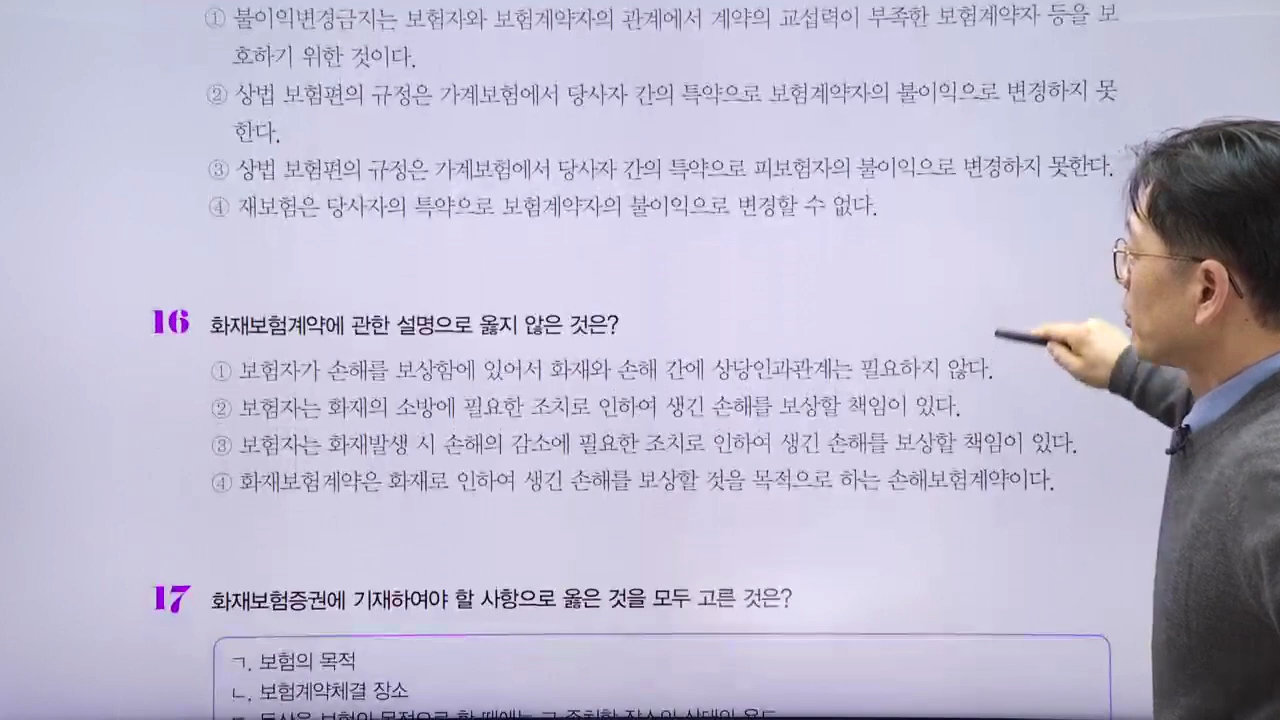 ① 불이익변경금지는 보험자와 보험계약자의 관계에서 계약의 교섭력이 부족한 보험계약자 등을 보
호하기 위한 것이다.
② 상법 보험편의 규정은 가계보험에서 당사자 간의 특약으로 보험계약자의 불이익으로 변경하지 못
한다.
③ 상법 보험편의 규정은 가계보험에서 당사자 간의 특약으로 피보험자의 불이익으로 변경하지 못한다.
④ 재보험은 당사자의 특약으로 보험계약자의 불이익으로 변경할 수 없다.
16 화재보험계약에 관한 설명으로 옳지 않은 것은?
① 보험자가 손해를 보상함에 있어서 화재와 손해 간에 상당인과관계는 필요하지 않다.
② 보험자는 화재의 소방에 필요한 조치로 인하여 생긴 손해를 보상할 책임이 있다.
③ 보험자는 화재발생 시 손해의 감소에 필요한 조치로 인하여 생긴 손해를 보상할 책임이 있다.
④ 화재보험계약은 화재로 인하여 생긴 손해를 보상할 것을 목적으로 하는 손해보험계약이다.
17 화재보험증권에 기재하여야 할 사항으로 옳은 것을 모두 고른 것은?
ㄱ. 보험의 목적
ㄴ. 보험계약체결 장소